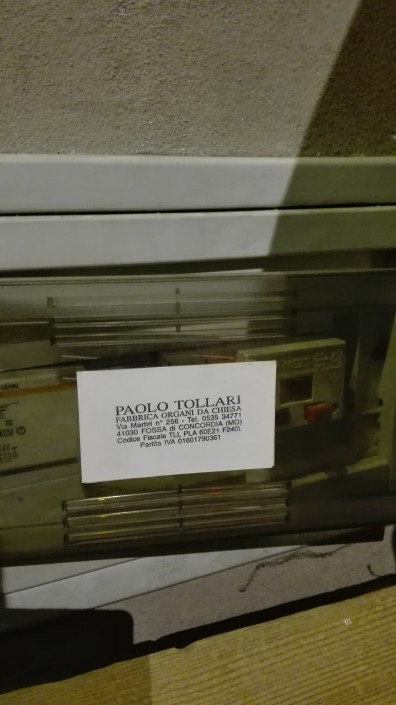 PAOLO TOLLARI
FABBRICA ORGANI DA CHIESA
Via Martiri n° 256 - Tel. 0535 34771
41030 FOSSA di CONCORDIA (MO)
Codice Fiscale TLL PLA 60E21 F240L
Partita IVA 01601790361